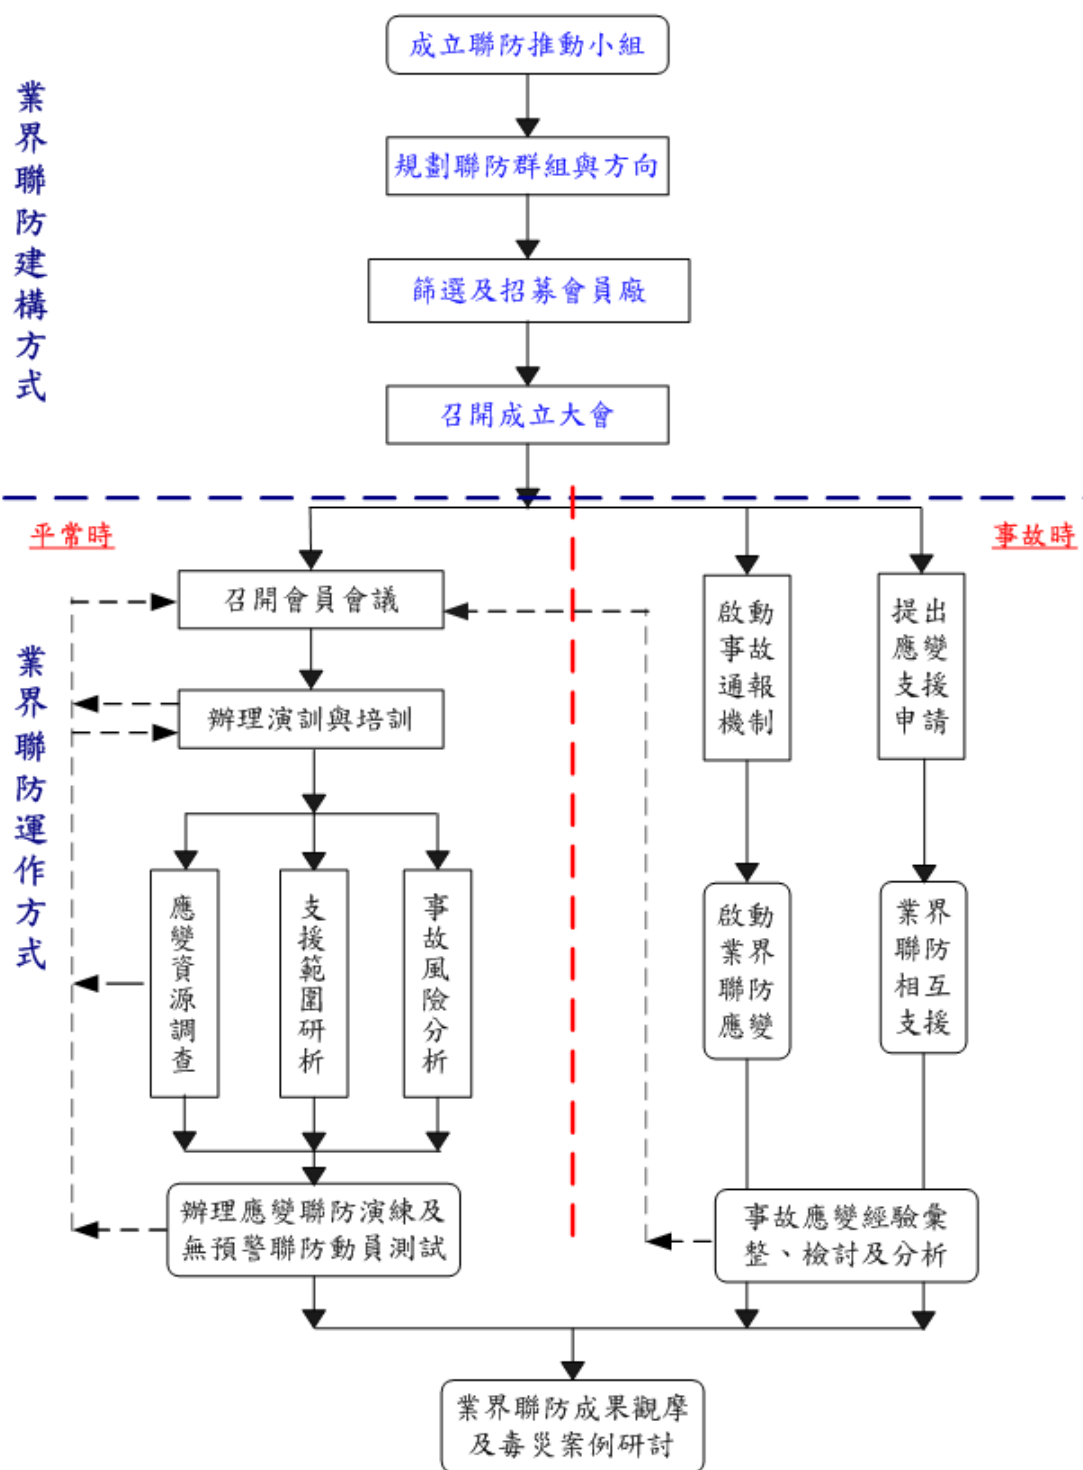 業界聯防建構方式
成立聯防推動小組
規劃聯防群組與方向
篩選及招募會員廠
召開成立大會
平常時
事故時
業界聯防運作方式
召開會員會議
辦理演訓與培訓
應變資源調查
支援範圍研析
事故風險分析
辦理應變聯防演練及
無預警聯防動員測試
啟動
事故
通報
機制
提出
應變
支援
申請
啟動
業界
聯防
應變
業界
聯防
相互
支援
事故應變經驗彙
整、檢討及分析
業界聯防成果觀摩
及毒災案例研討